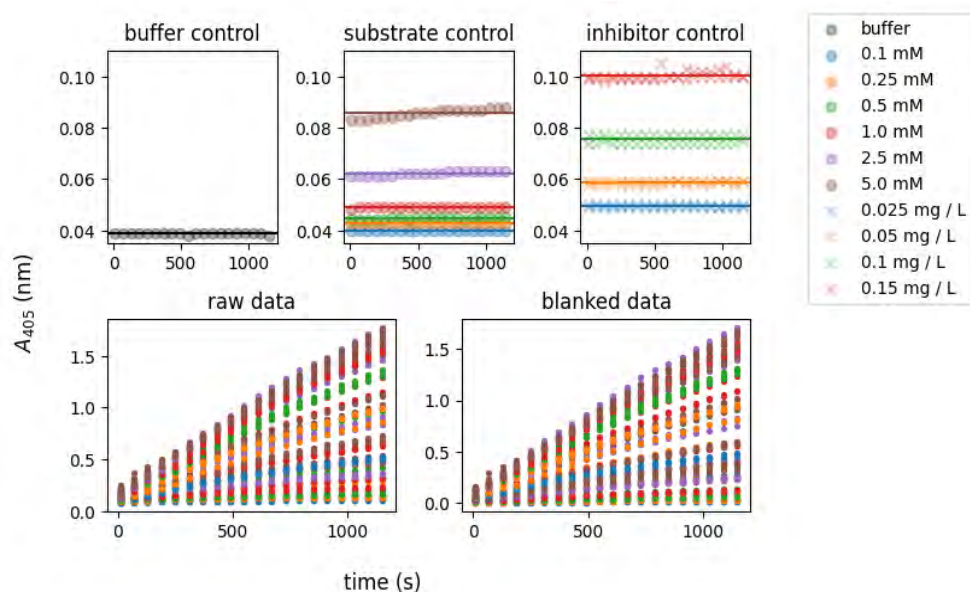 buffer control
substrate control
inhibitor control
0.10
0.08
0.06
0.04
0 500 1000
0.10
0.08
0.06
0.04
0 500 1000
0.10
0.08
0.06
0.04
0 500 1000
buffer
0.1 mM
0.25 mM
0.5 mM
1.0 mM
2.5 mM
5.0 mM
0.025 mg / L
0.05 mg / L
0.1 mg / L
0.15 mg / L
A405 (nm)
raw data
1.5
1.0
0.5
0.0
0 500 1000
blanked data
1.5
1.0
0.5
0.0
0 500 1000
time (s)